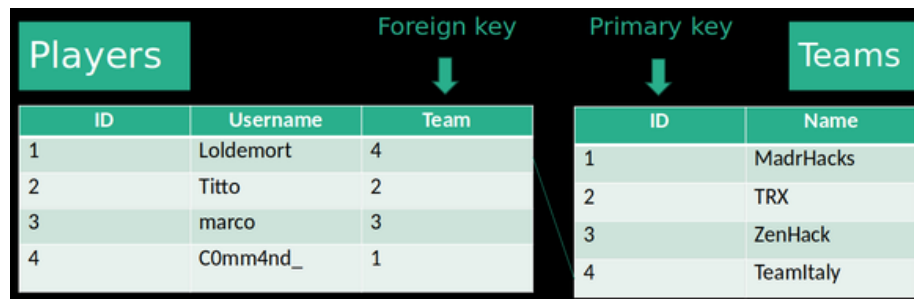 Foreign key
Primary key
Players
Teams
ID Username Team
1 Loldemort 4
2 Titto 2
3 marco 3
4 C0mm4nd_ 1
ID Name
1 MadrHacks
2 TRX
3 ZenHack
4 TeamItaly